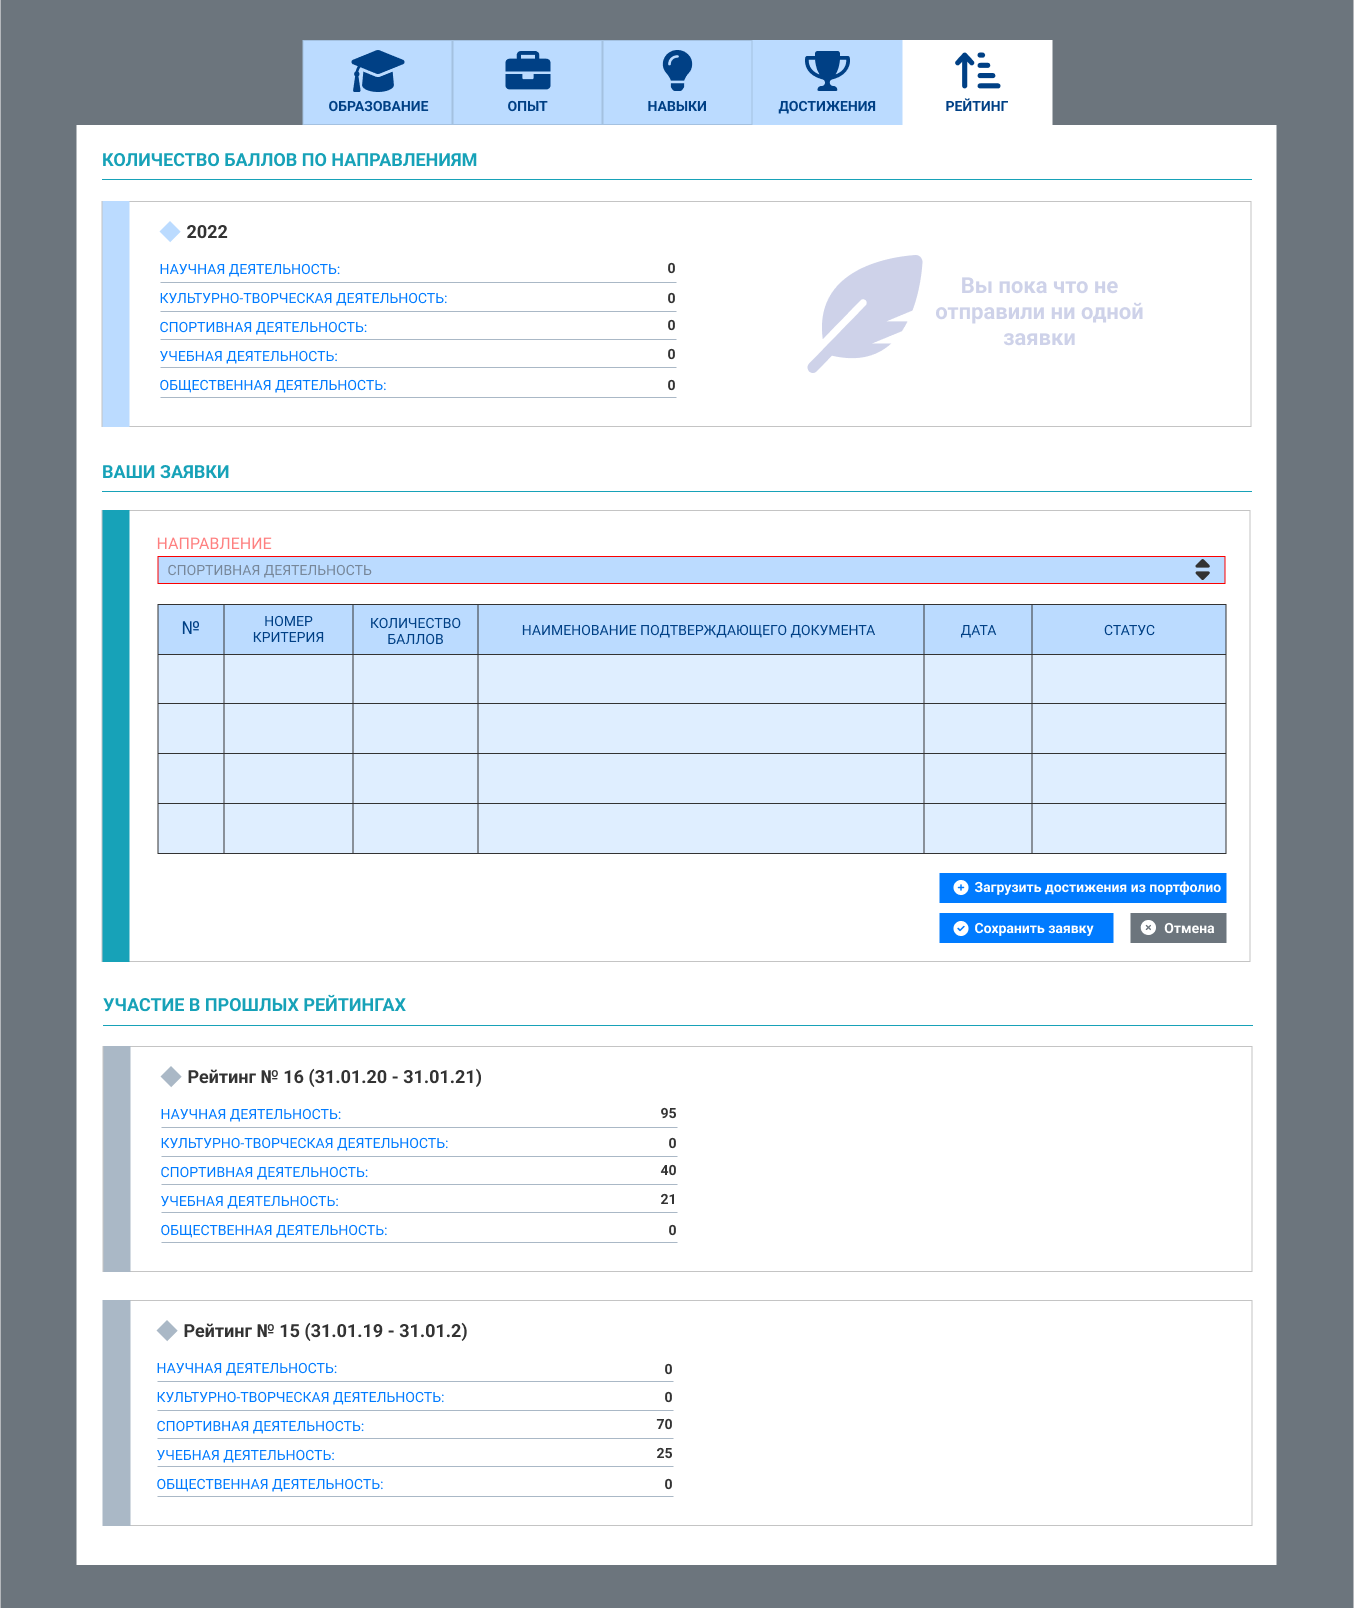 ОБРАЗОВАНИЕ
ОПЫТ
НАВЫКИ
ДОСТИЖЕНИЯ
РЕЙТИНГ
КОЛИЧЕСТВО БАЛЛОВ ПО НАПРАВЛЕНИЯМ
2022
НАУЧНАЯ ДЕЯТЕЛЬНОСТЬ: 0
КУЛЬТУРНО-ТВОРЧЕСКАЯ ДЕЯТЕЛЬНОСТЬ: 0
СПОРТИВНАЯ ДЕЯТЕЛЬНОСТЬ: 0
УЧЕБНАЯ ДЕЯТЕЛЬНОСТЬ: 0
ОБЩЕСТВЕННАЯ ДЕЯТЕЛЬНОСТЬ: 0
Вы пока что не
отправили ни одной
заявки
ВАШИ ЗАЯВКИ
НАПРАВЛЕНИЕ
СПОРТИВНАЯ ДЕЯТЕЛЬНОСТЬ
№
НОМЕР
КРИТЕРИЯ
КОЛИЧЕСТВО
БАЛЛОВ
НАИМЕНОВАНИЕ ПОДТВЕРЖДАЮЩЕГО ДОКУМЕНТА
ДАТА
СТАТУС
Загрузить достижения из портфолио
Сохранить заявку
Отмена
УЧАСТИЕ В ПРОШЛЫХ РЕЙТИНГАХ
Рейтинг № 16 (31.01.20 - 31.01.21)
НАУЧНАЯ ДЕЯТЕЛЬНОСТЬ: 95
КУЛЬТУРНО-ТВОРЧЕСКАЯ ДЕЯТЕЛЬНОСТЬ: 0
СПОРТИВНАЯ ДЕЯТЕЛЬНОСТЬ: 40
УЧЕБНАЯ ДЕЯТЕЛЬНОСТЬ: 21
ОБЩЕСТВЕННАЯ ДЕЯТЕЛЬНОСТЬ: 0
Рейтинг № 15 (31.01.19 - 31.01.2)
НАУЧНАЯ ДЕЯТЕЛЬНОСТЬ: 0
КУЛЬТУРНО-ТВОРЧЕСКАЯ ДЕЯТЕЛЬНОСТЬ: 0
СПОРТИВНАЯ ДЕЯТЕЛЬНОСТЬ: 70
УЧЕБНАЯ ДЕЯТЕЛЬНОСТЬ: 25
ОБЩЕСТВЕННАЯ ДЕЯТЕЛЬНОСТЬ: 0